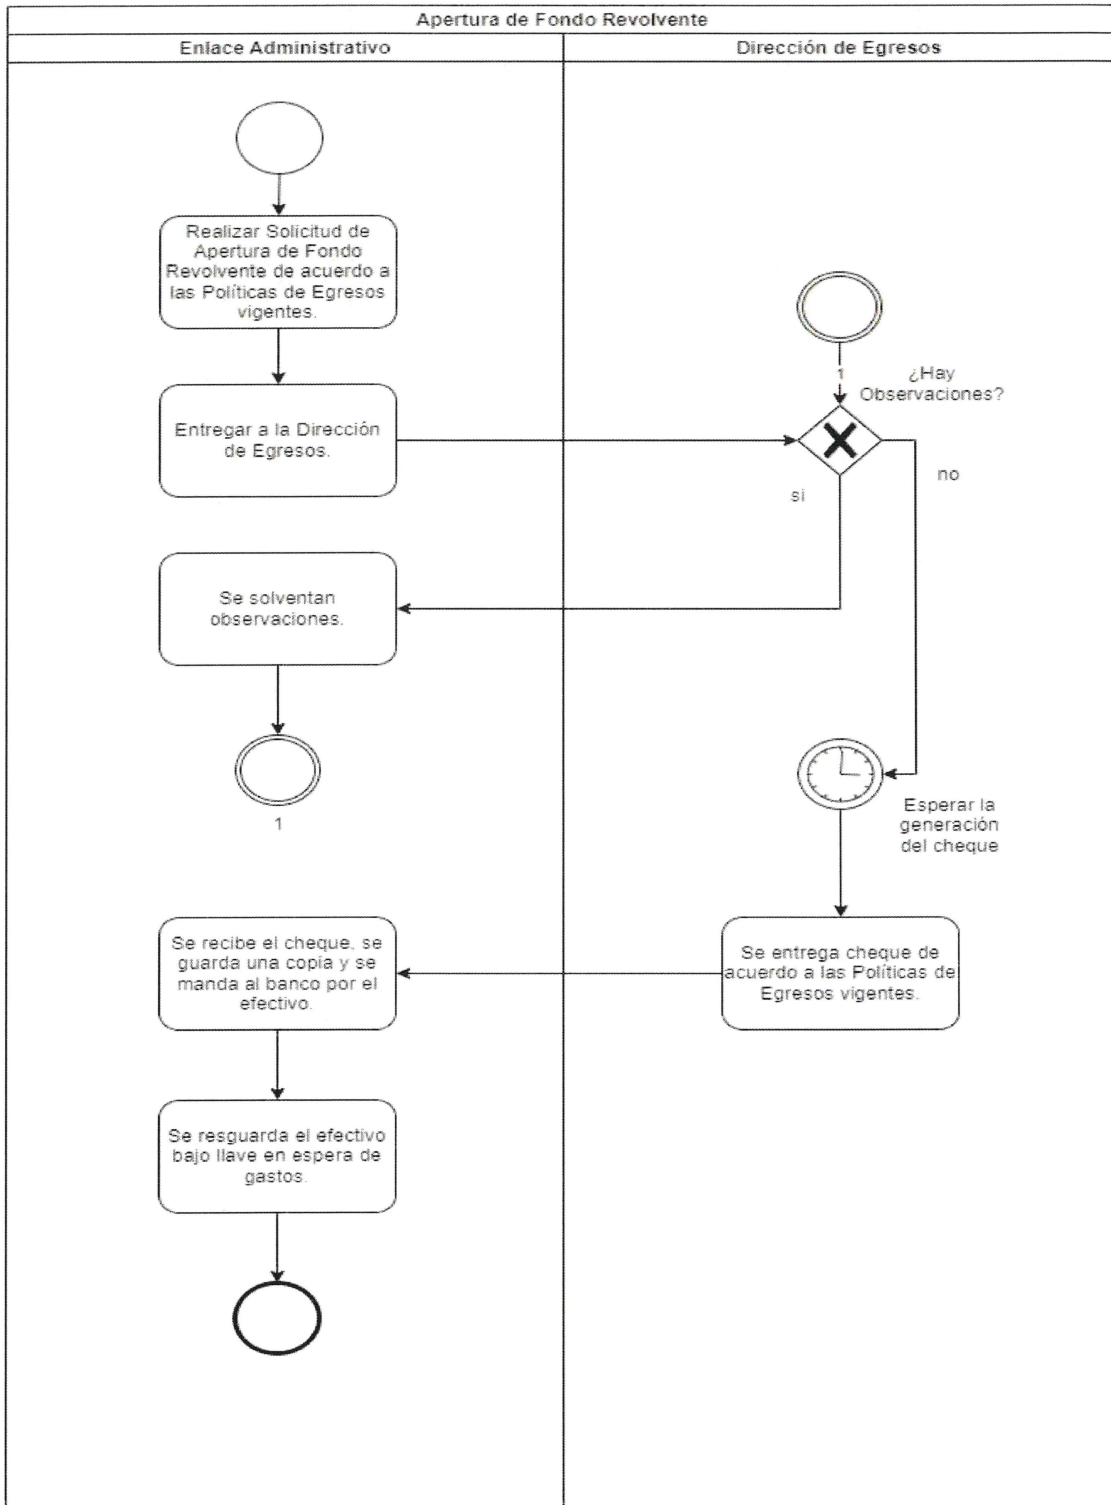 Apertura de Fondo Revolvente
Enlace Administrativo
Dirección de Egresos
Realizar Solicitud de
Apertura de Fondo
Revolvente de acuerdo a
las Políticas de Egresos
vigentes.
Entregar a la Dirección
de Egresos.
1
¿Hay
Observaciones?
si
no
Se solventan
observaciones.
1
Esperar la
generación
del cheque
Se entrega cheque de
acuerdo a las Políticas de
Egresos vigentes.
Se recibe el cheque, se
guarda una copia y se
manda al banco por el
efectivo.
Se resguarda el efectivo
bajo llave en espera de
gastos.